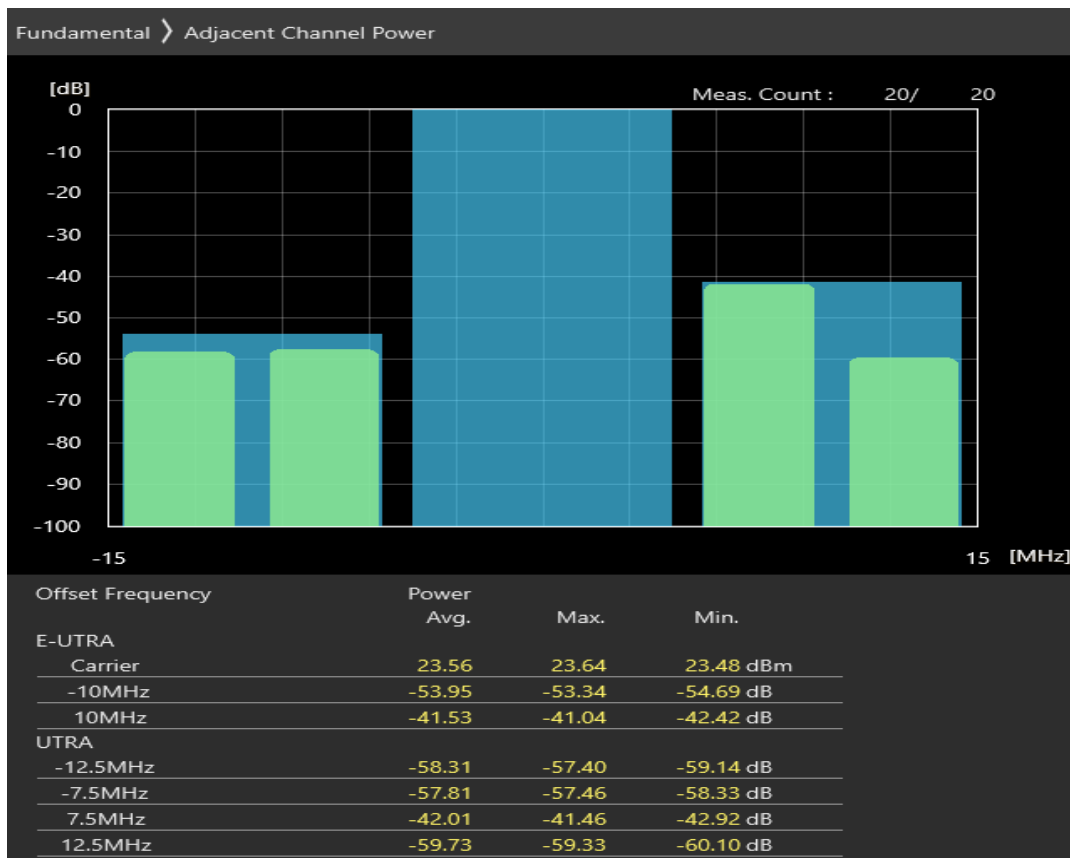 Fundamental 〉 Adjacent Channel Power
[dB]
Meas. Count : 20/ 20
0
-10
-20
-30
-40
-50
-60
-70
-80
-90
-100
-15 15 [MHz]
Offset Frequency Power
Avg. Max. Min.
E-UTRA
Carrier 23.56 23.64 23.48 dBm
-10MHz -53.95 -53.34 -54.69 dB
10MHz -41.53 -41.04 -42.42 dB
UTRA
-12.5MHz -58.31 -57.40 -59.14 dB
-7.5MHz -57.81 -57.46 -58.33 dB
7.5MHz -42.01 -41.46 -42.92 dB
12.5MHz -59.73 -59.33 -60.10 dB